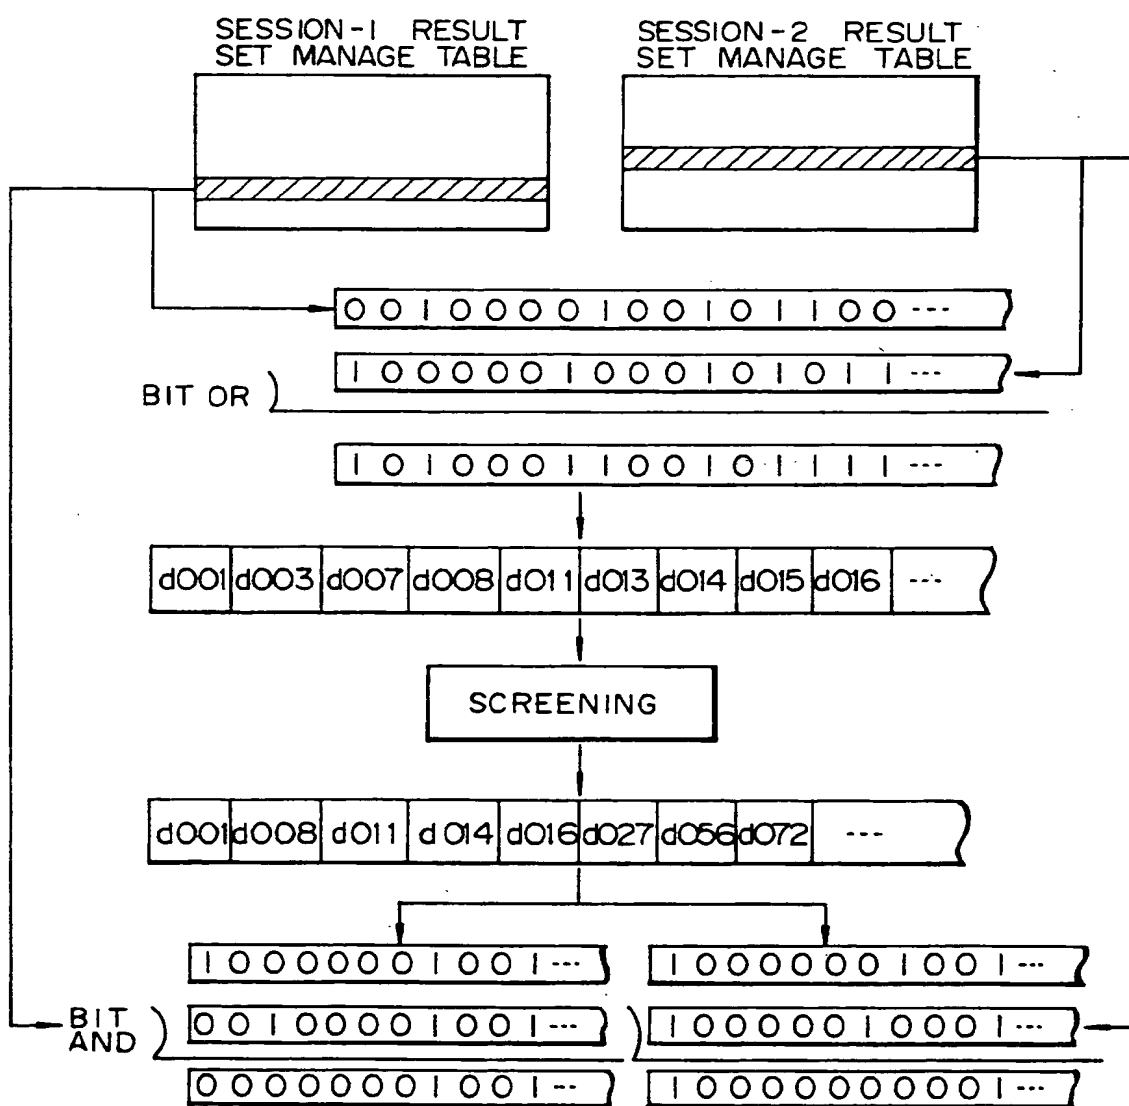 SESSION-1 RESULT
SET MANAGE TABLE
SESSION-2 RESULT
SET MANAGE TABLE
0 0 1 0 0 0 0 1 0 0 1 0 1 1 0 0 ---
1 0 0 0 0 0 1 0 0 0 1 0 1 0 1 1 ---
BIT OR
1 0 1 0 0 0 1 1 0 0 1 0 1 1 1 1 ---
d001 d003 d007 d008 d011 d013 d014 d015 d016 ---
SCREENING
d001 d008 d011 d014 d016 d027 d056 d072 ---
1 0 0 0 0 0 0 1 0 0 1 ---
1 0 0 0 0 0 0 1 0 0 1 ---
BIT
AND
0 0 1 0 0 0 0 1 0 0 1 ---
1 0 0 0 0 0 1 0 0 0 1 ---
0 0 0 0 0 0 0 1 0 0 1 ---
1 0 0 0 0 0 0 0 0 0 1 ---